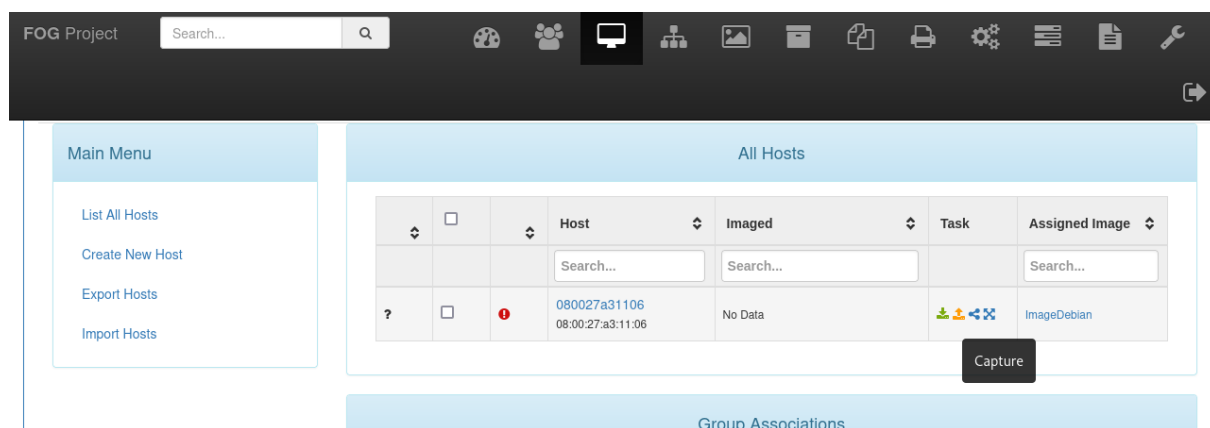 FOG Project
Search...
Main Menu
All Hosts
List All Hosts
Create New Host
Export Hosts
Import Hosts
Host
Imaged
Task
Assigned Image
Search...
Search...
Search...
?
080027a31106
08:00:27:a3:11:06
No Data
ImageDebian
Capture
Group Associations